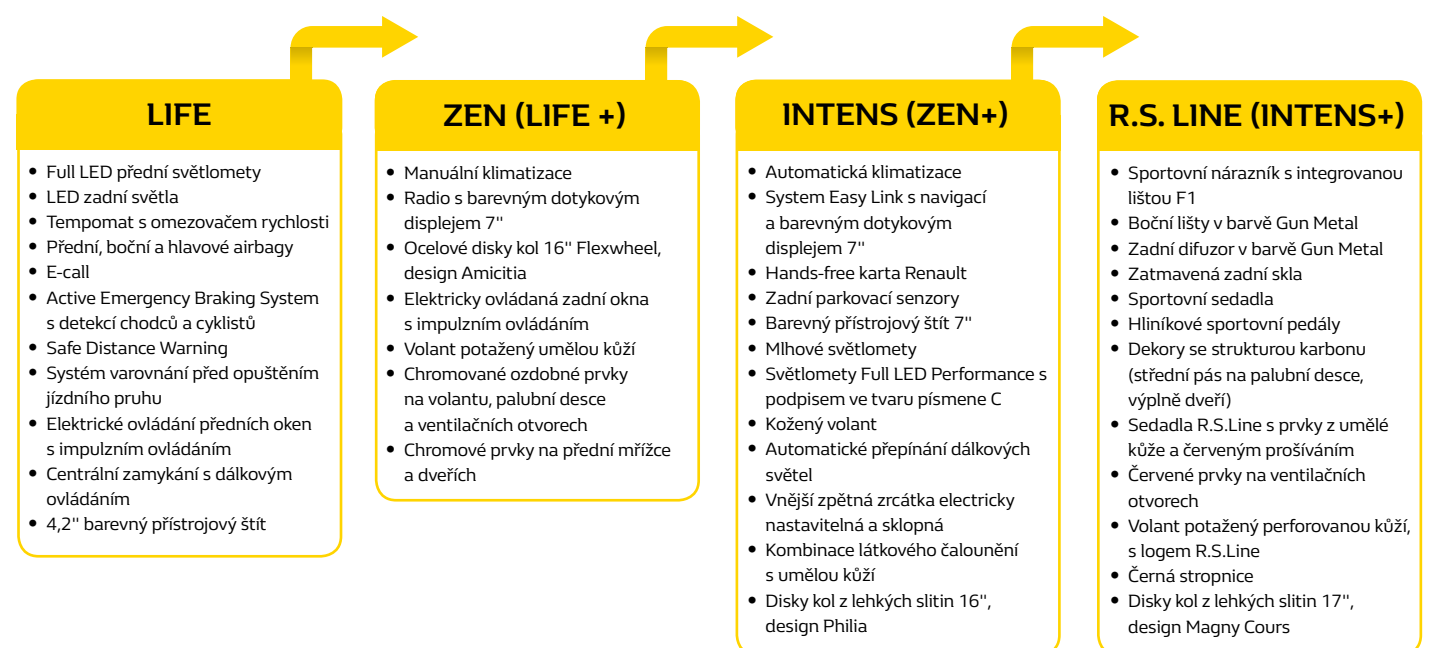 LIFE
• Full LED přední světlomety
• LED zadní světla
• Tempomat s omezovačem rychlosti
• Přední, boční a hlavové airbagy
• E-call
• Active Emergency Braking System
s detekcí chodců a cyklistů
• Safe Distance Warning
• Systém varovnání před opuštěním
jízdního pruhu
• Elektrické ovládání předních oken
s impulzním ovládáním
• Centrální zamykání s dálkovým
ovládáním
• 4,2" barevný přístrojový štít
ZEN (LIFE +)
• Manuální klimatizace
• Radio s barevným dotykovým
displejem 7"
• Ocelové disky kol 16" Flexwheel,
design Amicitia
• Elektricky ovládaná zadní okna
s impulzním ovládáním
• Volant potažený umělou kůží
• Chromované ozdobné prvky
na volantu, palubní desce
a ventilačních otvorech
• Chromové prvky na přední mřížce
a dveřích
INTENS (ZEN+)
• Automatická klimatizace
• System Easy Link s navigací
a barevným dotykovým
displejem 7"
• Hands-free karta Renault
• Zadní parkovací senzory
• Barevný přístrojový štít 7"
• Mlhové světlomety
• Světlomety Full LED Performance s
podpisem ve tvaru písmene C
• Kožený volant
• Automatické přepínání dálkových
světel
• Vnější zpětná zrcátka electricky
nastavitelná a sklopná
• Kombinace látkového čalounění
s umělou kůží
• Disky kol z lehkých slitin 16",
design Philia
R.S. LINE (INTENS+)
• Sportovní nárazník s integrovanou
lištou F1
• Boční lišty v barvě Gun Metal
• Zadní difuzor v barvě Gun Metal
• Zatmavená zadní skla
• Sportovní sedadla
• Hliníkové sportovní pedály
• Dekory se strukturou karbonu
(střední pás na palubní desce,
výplně dveří)
• Sedadla R.S.Line s prvky z umělé
kůže a červeným prošíváním
• Červené prvky na ventilačních
otvorech
• Volant potažený perforovanou kůží,
s logem R.S.Line
• Černá stropnice
• Disky kol z lehkých slitin 17",
design Magny Cours